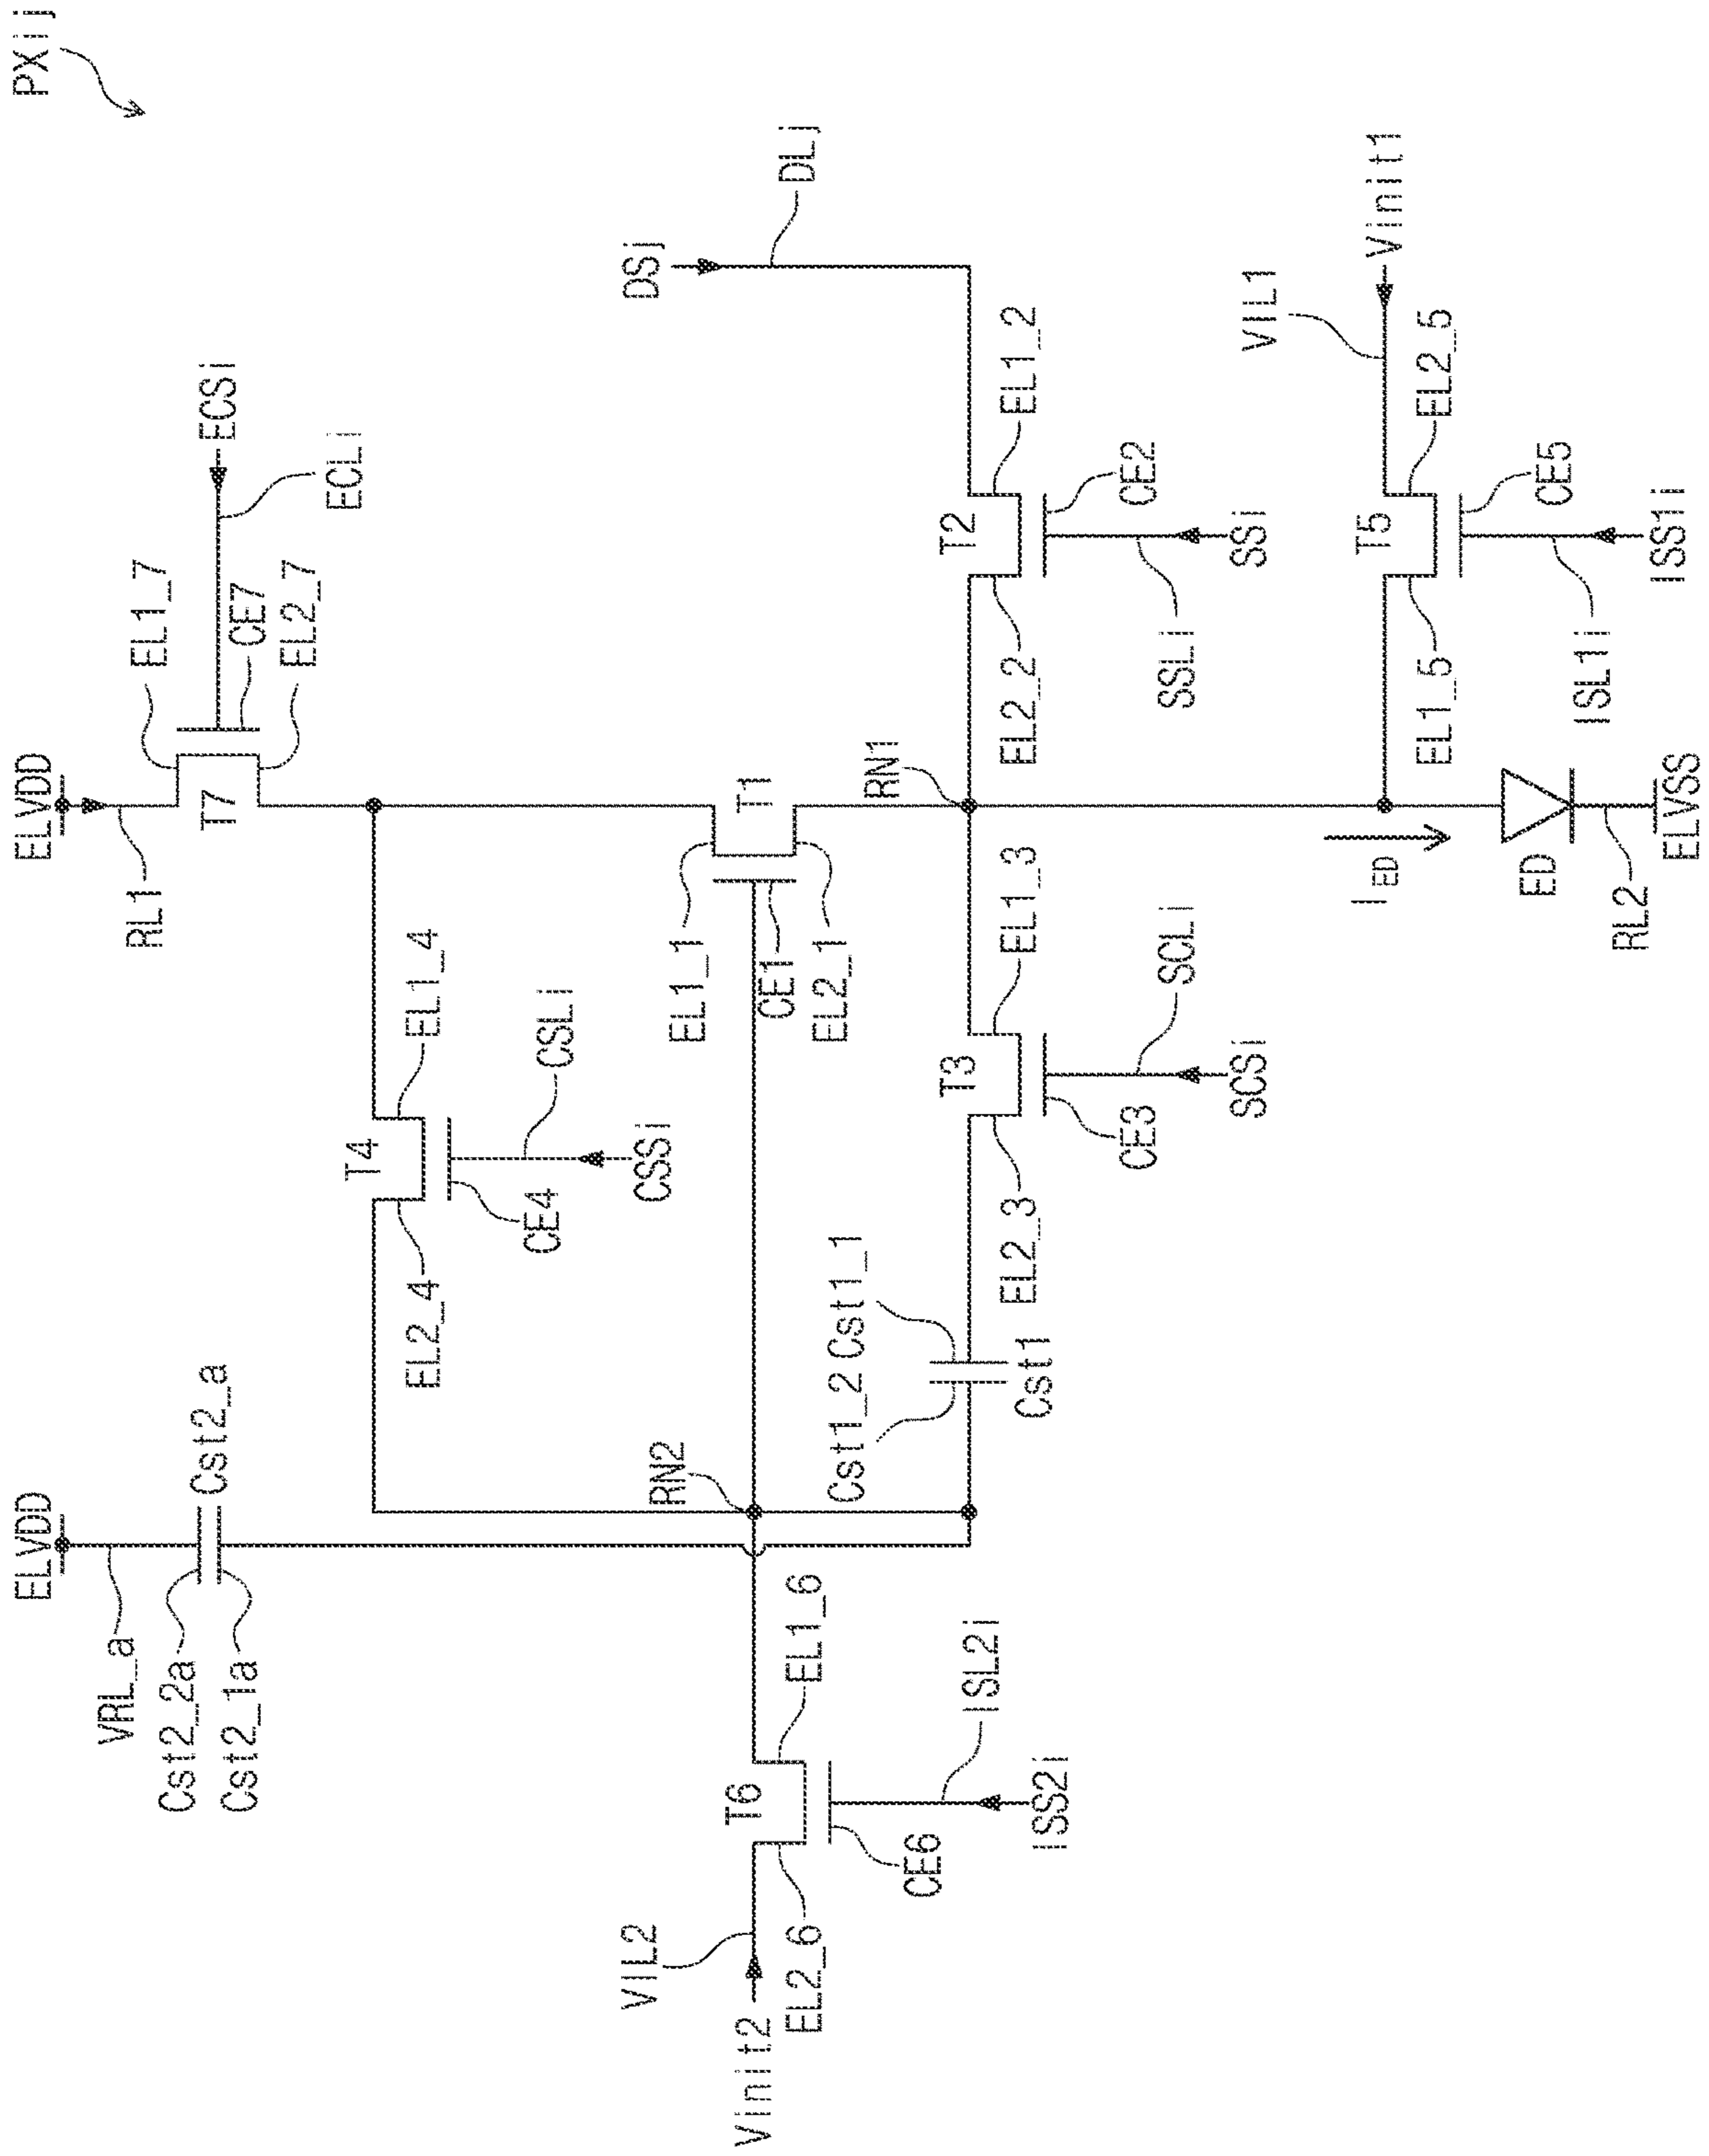 PXij
ELVDD
VRL_a
Cst2_a
Cst2_2a
Cst2_1a
ELVDD
RL1
EL1_7
T7
CE7
EL2_7
ECSi
ECLi
T4
EL2_4
EL1_4
CE4
CSLi
CSSi
DSj
DLj
Vinit2
VIL2
T6
EL2_6
EL1_6
CE6
ISL2i
ISS2i
RN2
EL1_1
T1
CE1
EL2_1
RN1
Cst1_2
Cst1_1
Cst1
T3
EL2_3
EL1_3
CE3
SCLi
SCSi
T2
EL2_2
EL1_2
CE2
SSLi
SSi
VIL1
Vinit1
T5
EL1_5
EL2_5
CE5
ISL1i
ISS1i
IED
ED
RL2
ELVSS